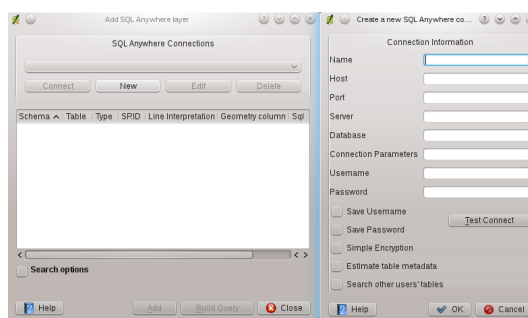 Add SQL Anywhere layer
SQL Anywhere Connections
Connect New Edit Delete
Schema Table Type SRID Line Interpretation Geometry column Sql
Search options
Help Add Build Query Close
Create a new SQL Anywhere co...
Connection Information
Name
Host
Port
Server
Database
Connection Parameters
Username
Password
Save Username
Test Connect
Save Password
Simple Encryption
Estimate table metadata
Search other users' tables
Help OK Cancel